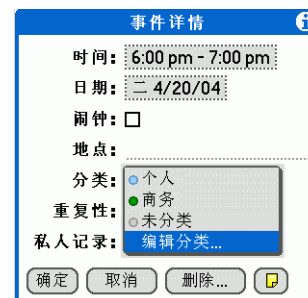 事件详情
时间: 6:00 pm - 7:00 pm
日期: 二 4/20/04
闹钟:
地点:
分类:
个人
商务
未分类
编辑分类...
重复性:
私人记录:
确定 取消 删除...